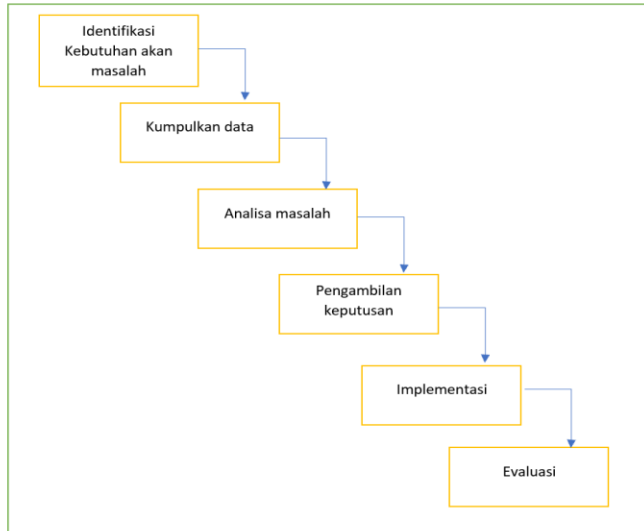 Identifikasi
Kebutuhan akan
masalah
Kumpulkan data
Analisa masalah
Pengambilan
keputusan
Implementasi
Evaluasi